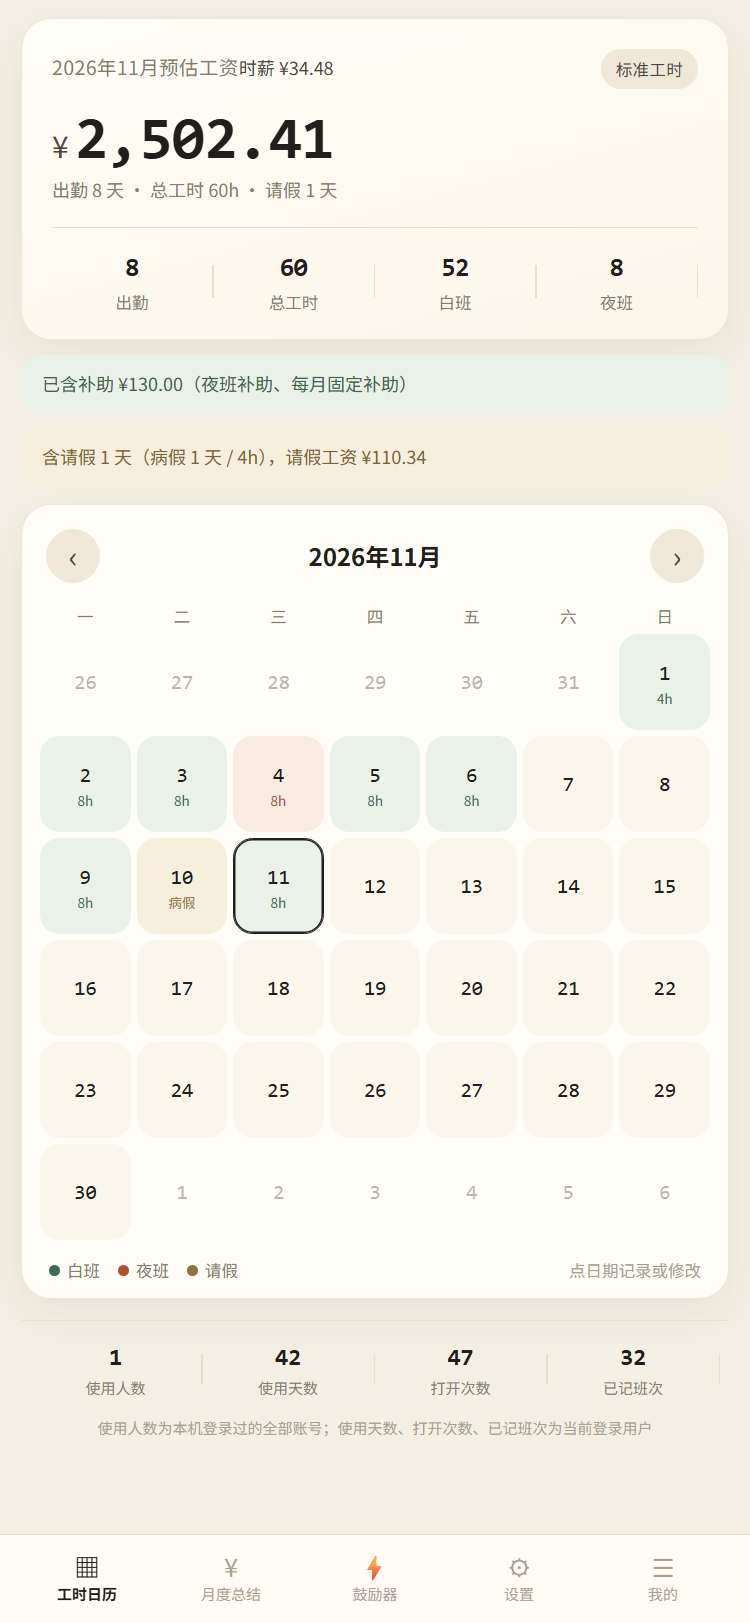 2026年11月预估工资时薪 ¥34.48
标准工时
¥ 2,502.41
出勤 8 天 · 总工时 60h · 请假 1 天
8 60 52 8
出勤 总工时 白班 夜班
已含补助 ¥130.00（夜班补助、每月固定补助）
含请假 1 天（病假 1 天 / 4h），请假工资 ¥110.34
‹ 2026年11月 ›
一 二 三 四 五 六 日
26 27 28 29 30 31 1
4h
2 3 4 5 6 7 8
8h 8h 8h 8h 8h
9 10 11 12 13 14 15
8h 病假 8h
16 17 18 19 20 21 22
23 24 25 26 27 28 29
30 1 2 3 4 5 6
白班 夜班 请假 点日期记录或修改
1 42 47 32
使用人数 使用天数 打开次数 已记班次
使用人数为本机登录过的全部账号；使用天数、打开次数、已记班次为当前登录用户
¥
工时日历 月度总结 鼓励器 设置 我的